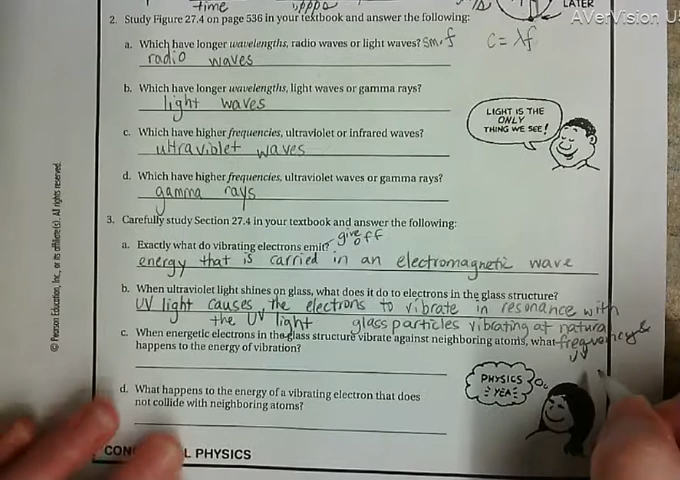 time
LATER
2. Study Figure 27.4 on page 536 in your textbook and answer the following:
AVerVision U
c = λf
a. Which have longer wavelengths, radio waves or light waves? sm. f
radio waves
b. Which have longer wavelengths, light waves or gamma rays?
light waves
LIGHT IS THE
ONLY
THING WE SEE!
c. Which have higher frequencies, ultraviolet or infrared waves?
ultraviolet waves
d. Which have higher frequencies, ultraviolet waves or gamma rays?
gamma rays
3. Carefully study Section 27.4 in your textbook and answer the following:
give off
a. Exactly what do vibrating electrons emit?
energy that is carried in an electromagnetic wave
b. When ultraviolet light shines on glass, what does it do to electrons in the glass structure?
UV light causes the electrons to vibrate in resonance with
the UV light glass particles vibrating at natural
c. When energetic electrons in the glass structure vibrate against neighboring atoms, what frequency &
happens to the energy of vibration? UV
PHYSICS
YEA
d. What happens to the energy of a vibrating electron that does
not collide with neighboring atoms?
PHYSICS
© Pearson Education, Inc., or its affiliate(s). All rights reserved.